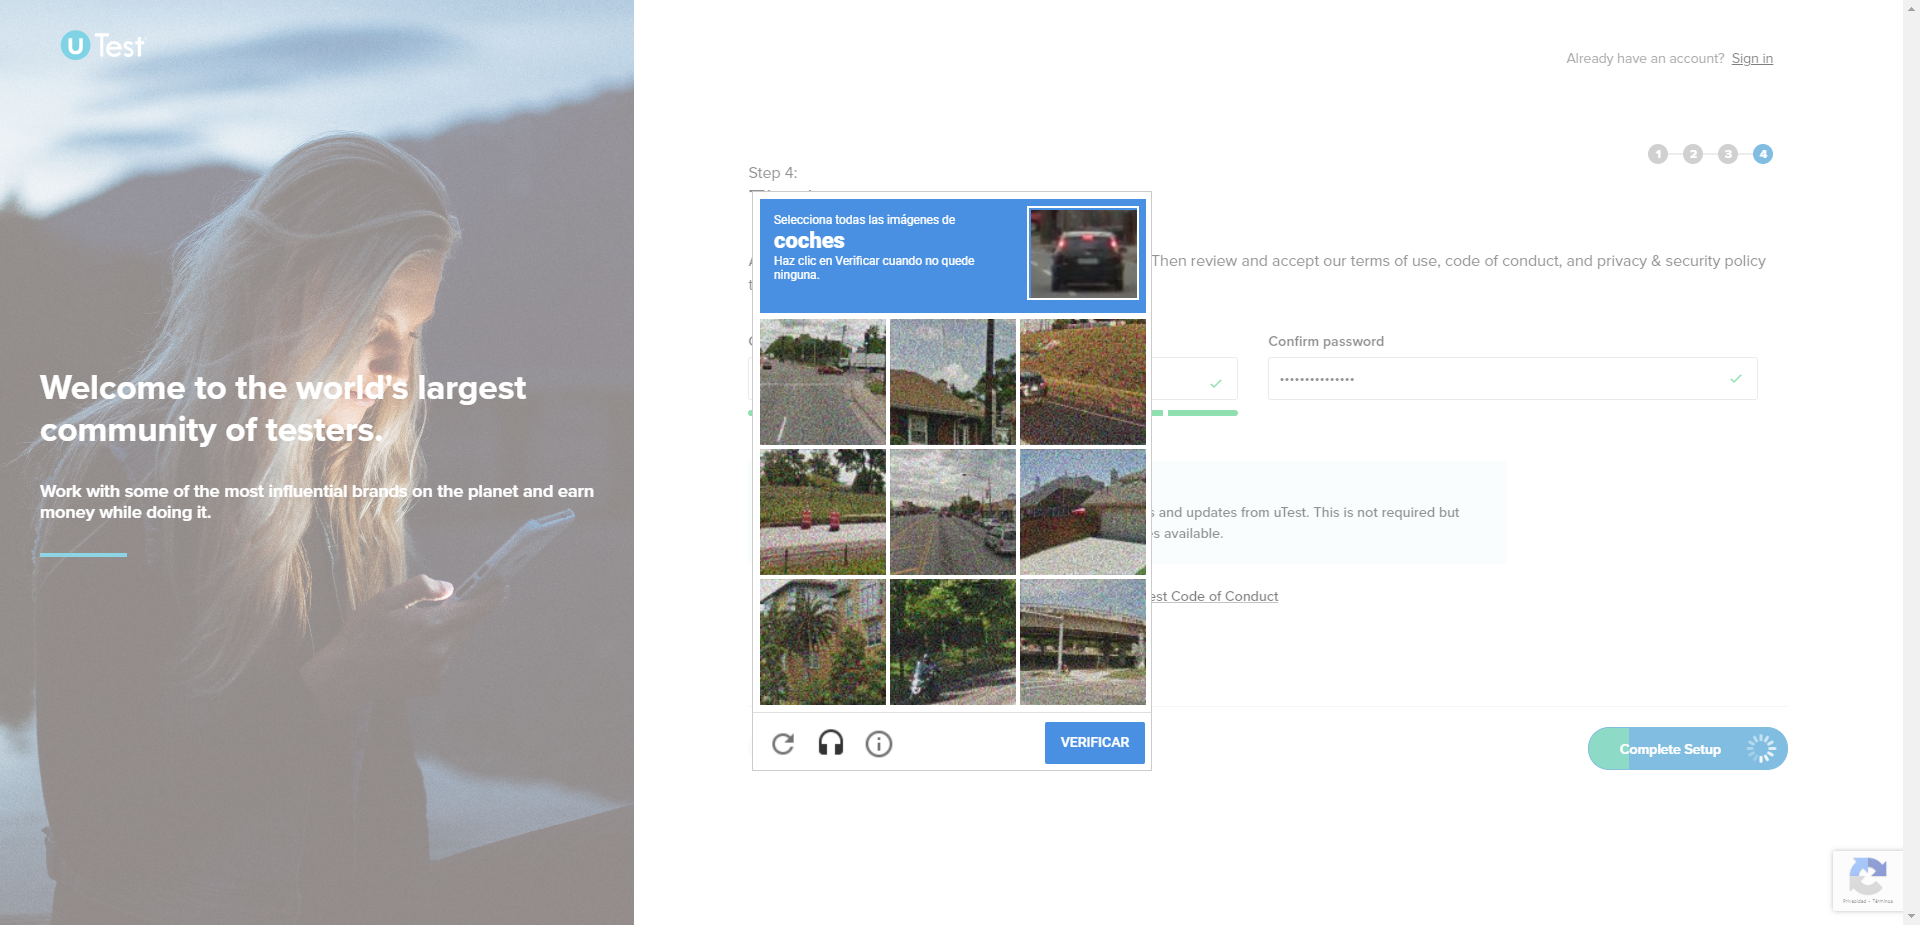 U Test
Already have an account? Sign in
1 2 3 4
Step 4:
Selecciona todas las imágenes de
coches
Haz clic en Verificar cuando no quede
ninguna.
Then review and accept our terms of use, code of conduct, and privacy & security policy
Confirm password
•••••••••••••••
Welcome to the world's largest
community of testers.
Work with some of the most influential brands on the planet and earn
money while doing it.
and updates from uTest. This is not required but
available.
est Code of Conduct
VERIFICAR
Complete Setup
Privacidad - Términos